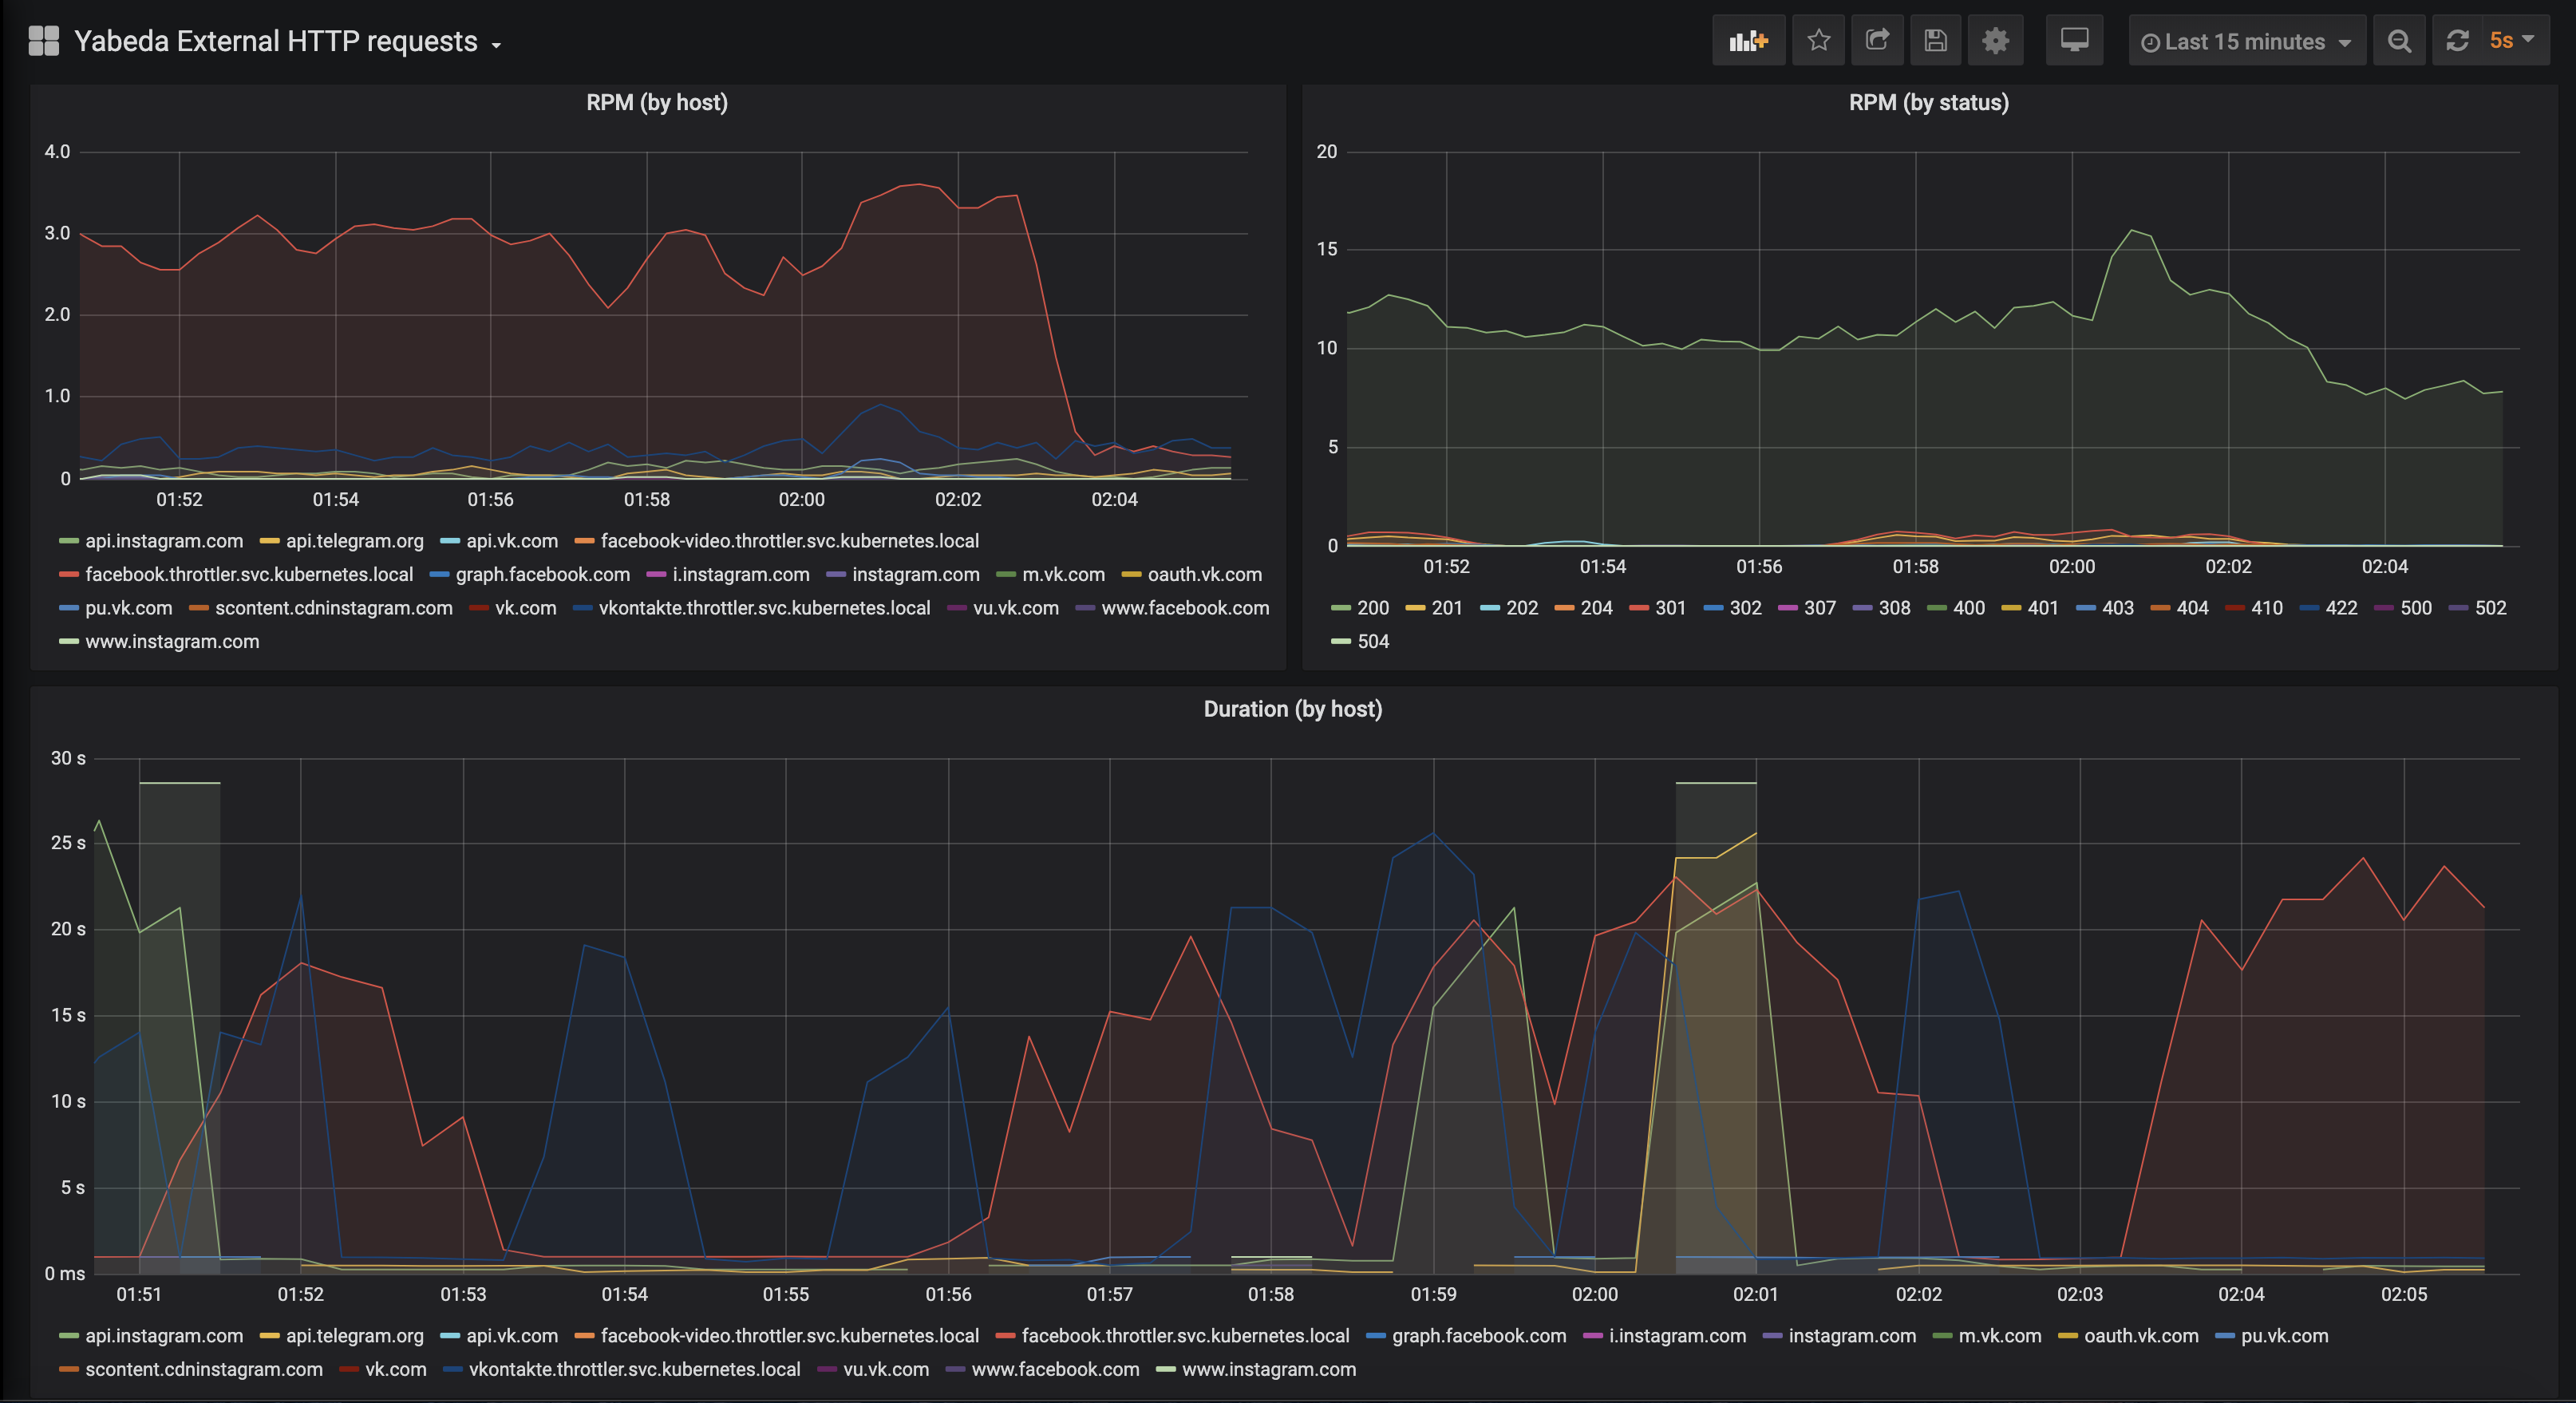 Yabeda External HTTP requests
Last 15 minutes 5s
RPM (by host)
4.0
3.0
2.0
1.0
0
01:52 01:54 01:56 01:58 02:00 02:02 02:04
api.instagram.com api.telegram.org api.vk.com facebook-video.throttler.svc.kubernetes.local
facebook.throttler.svc.kubernetes.local graph.facebook.com i.instagram.com instagram.com m.vk.com oauth.vk.com
pu.vk.com scontent.cdninstagram.com vk.com vkontakte.throttler.svc.kubernetes.local vu.vk.com www.facebook.com
www.instagram.com
RPM (by status)
20
15
10
5
0
01:52 01:54 01:56 01:58 02:00 02:02 02:04
200 201 202 204 301 302 307 308 400 401 403 404 410 422 500 502
504
Duration (by host)
30 s
25 s
20 s
15 s
10 s
5 s
0 ms
01:51 01:52 01:53 01:54 01:55 01:56 01:57 01:58 01:59 02:00 02:01 02:02 02:03 02:04 02:05
api.instagram.com api.telegram.org api.vk.com facebook-video.throttler.svc.kubernetes.local facebook.throttler.svc.kubernetes.local graph.facebook.com i.instagram.com instagram.com m.vk.com oauth.vk.com pu.vk.com
scontent.cdninstagram.com vk.com vkontakte.throttler.svc.kubernetes.local vu.vk.com www.facebook.com www.instagram.com